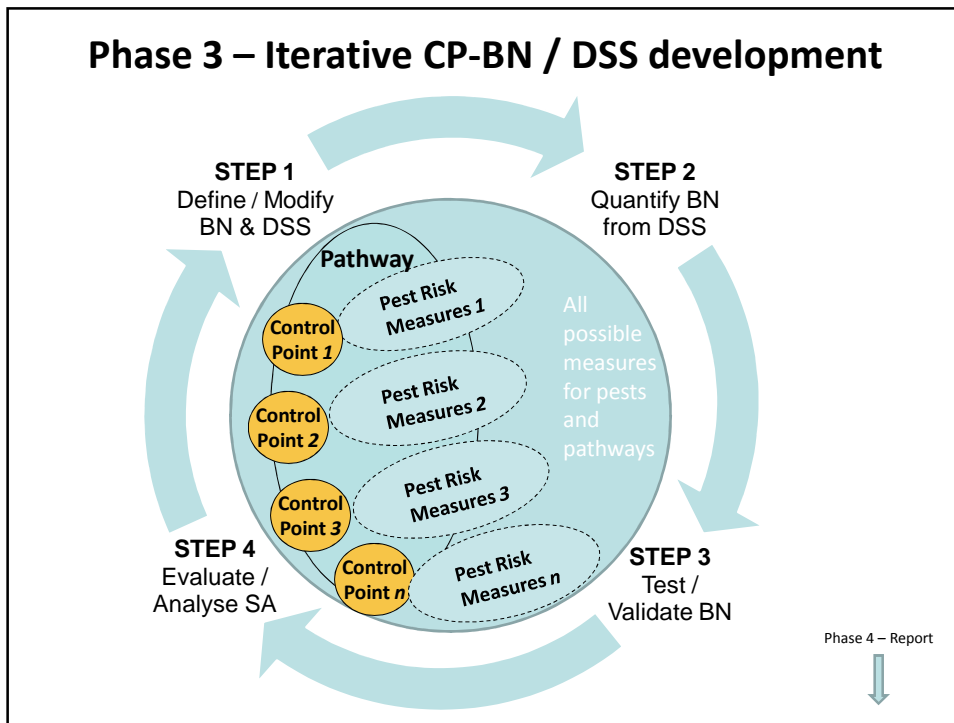 Phase 3 – Iterative CP-BN / DSS development
STEP 1
Define / Modify
BN & DSS
STEP 2
Quantify BN
from DSS
Pathway
Pest Risk
Measures 1
Control
Point 1
All
possible
measures
for pests
and
pathways
Pest Risk
Measures 2
Control
Point 2
Pest Risk
Measures 3
Control
Point 3
STEP 4
Evaluate /
Analyse SA
Control
Point n
Pest Risk
Measures n
STEP 3
Test /
Validate BN
Phase 4 – Report